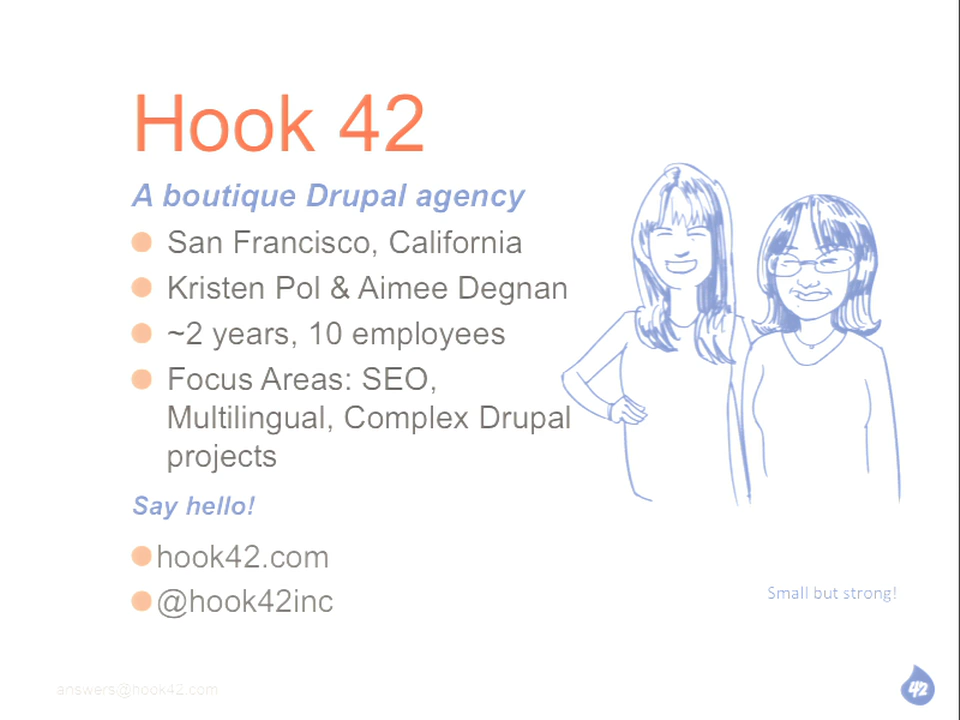 Hook 42
A boutique Drupal agency
San Francisco, California
Kristen Pol & Aimee Degnan
~2 years, 10 employees
Focus Areas: SEO,
Multilingual, Complex Drupal
projects
Say hello!
hook42.com
@hook42inc
Small but strong!
answers@hook42.com
42